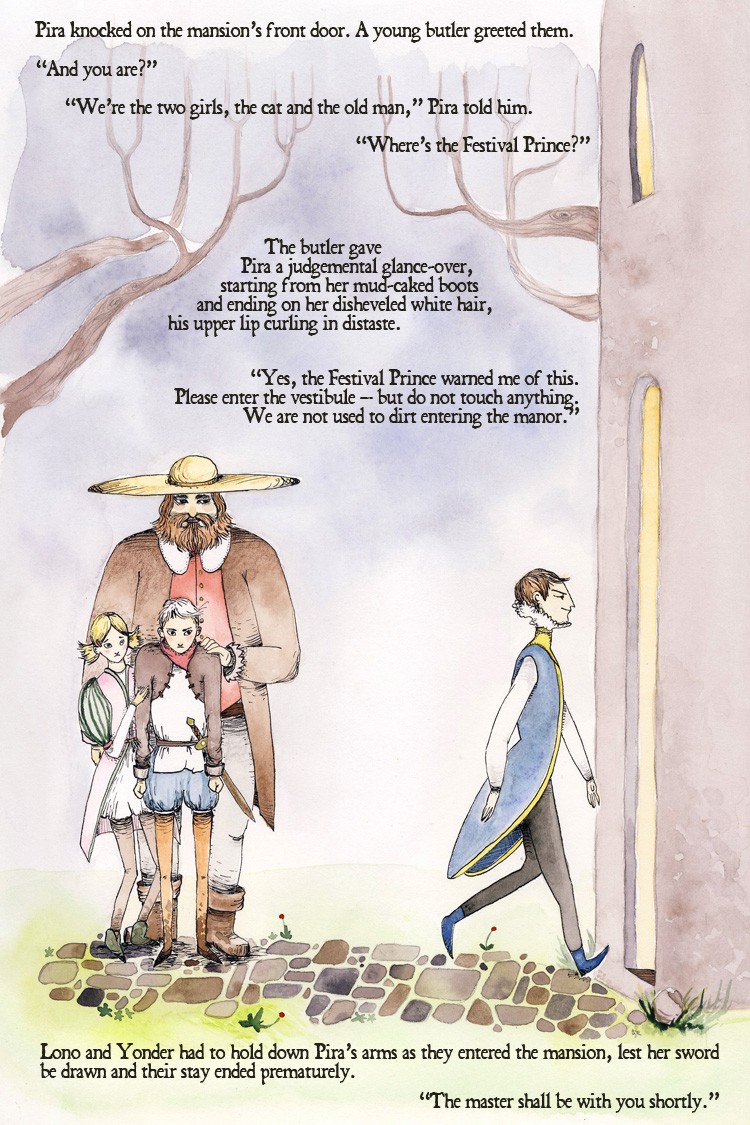 Pira knocked on the mansion's front door. A young butler greeted them.
“And you are?”
“We're the two girls, the cat and the old man,” Pira told him.
“Where's the Festival Prince?”
The butler gave
Pira a judgemental glance-over,
starting from her mud-caked boots
and ending on her disheveled white hair,
his upper lip curling in distaste.
“Yes, the Festival Prince warned me of this.
Please enter the vestibule -- but do not touch anything.
We are not used to dirt entering the manor.”
Lono and Yonder had to hold down Pira's arms as they entered the mansion, lest her sword
be drawn and their stay ended prematurely.
“The master shall be with you shortly.”